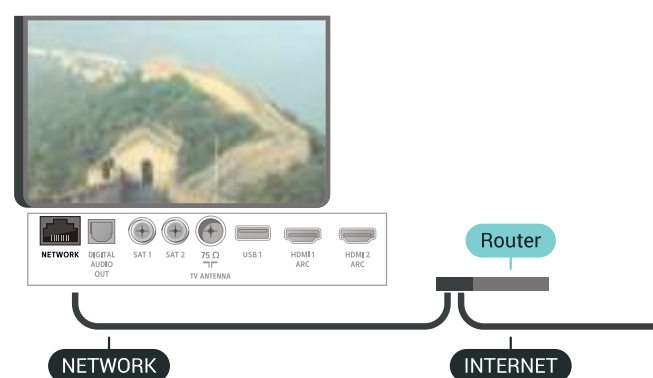 NETWORK
DIGITAL
AUDIO
OUT
SAT 1
SAT 2
75 Ω
TV ANTENNA
USB 1
HDMI 1
ARC
HDMI 2
ARC
Router
NETWORK
INTERNET